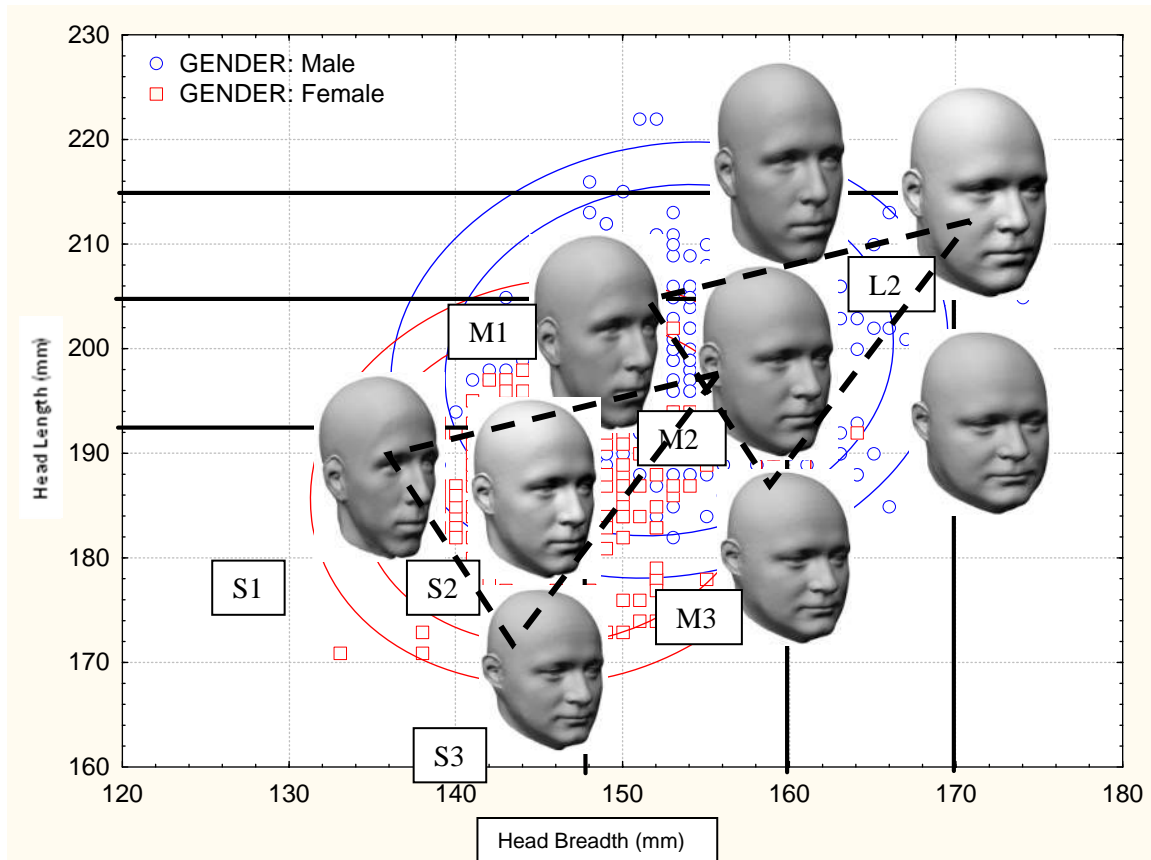 230
220
210
200
190
180
170
160
Head Length (mm)
GENDER: Male
GENDER: Female
L2
M1
M2
S1
S2
M3
S3
120
130
140
150
160
170
180
Head Breadth (mm)